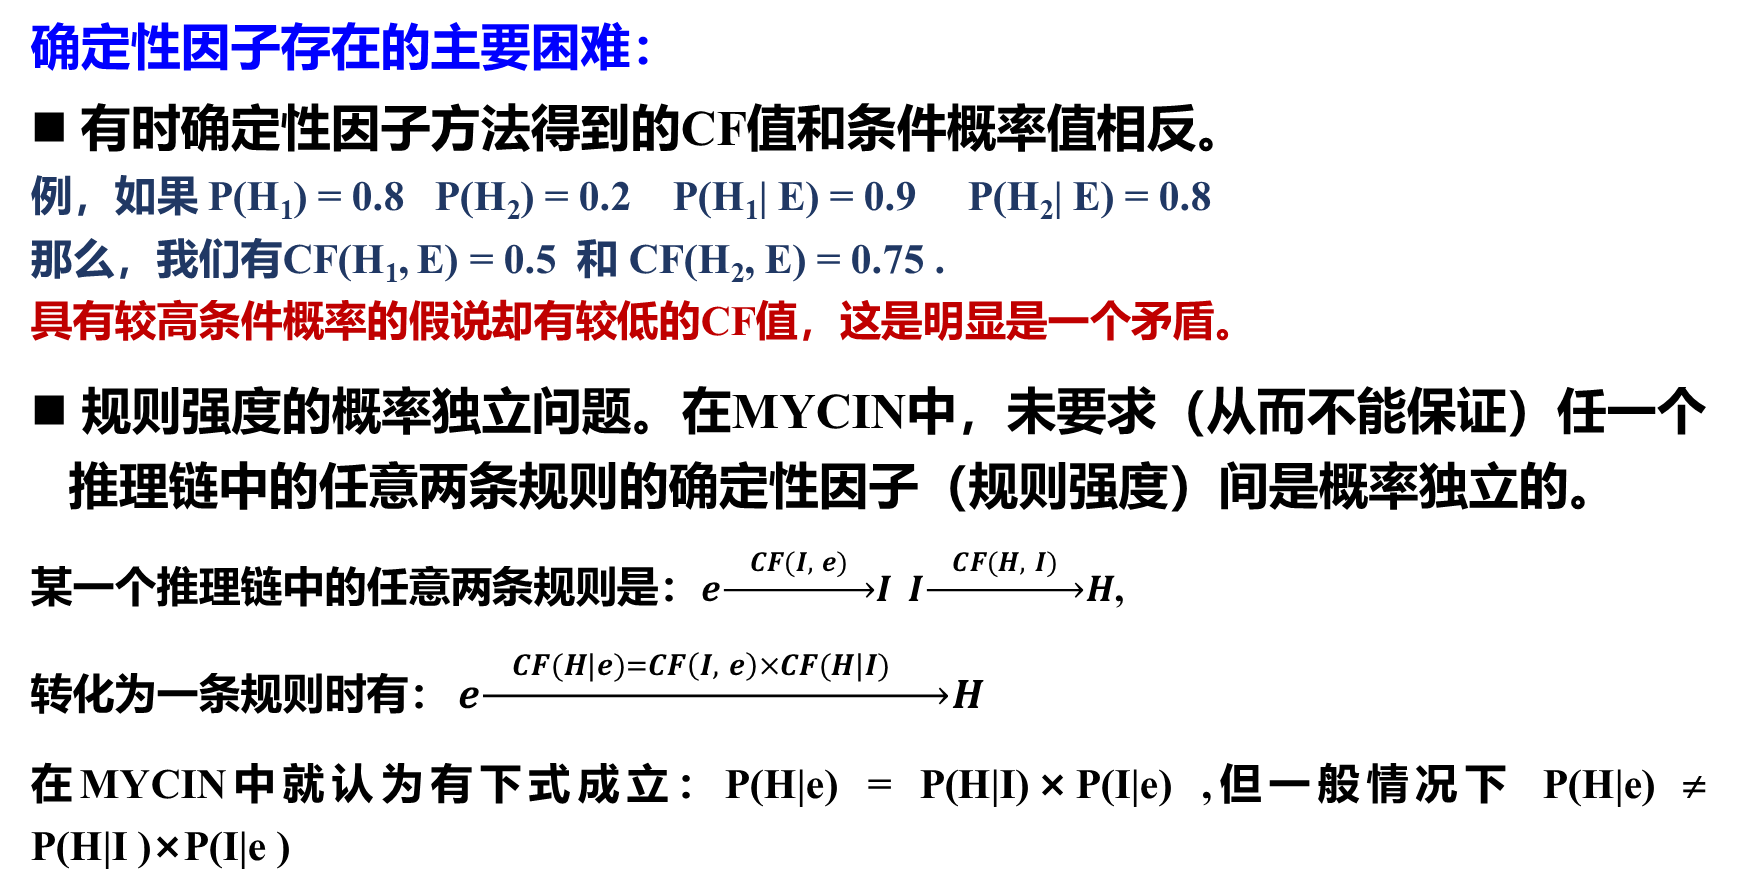 确定性因子存在的主要困难：
■ 有时确定性因子方法得到的CF值和条件概率值相反。
例，如果 P(H₁) = 0.8 P(H₂) = 0.2 P(H₁| E) = 0.9 P(H₂| E) = 0.8
那么，我们有CF(H₁, E) = 0.5 和 CF(H₂, E) = 0.75 .
具有较高条件概率的假说却有较低的CF值，这是明显是一个矛盾。
■ 规则强度的概率独立问题。在MYCIN中，未要求（从而不能保证）任一个
推理链中的任意两条规则的确定性因子（规则强度）间是概率独立的。
某一个推理链中的任意两条规则是：e \xrightarrow{CF(I, e)} I I \xrightarrow{CF(H, I)} H,
转化为一条规则时有： e \xrightarrow{CF(H|e)=CF(I, e)×CF(H|I)} H
在MYCIN中就认为有下式成立：P(H|e) = P(H|I) × P(I|e) ,但一般情况下 P(H|e) ≠
P(H|I )×P(I|e )